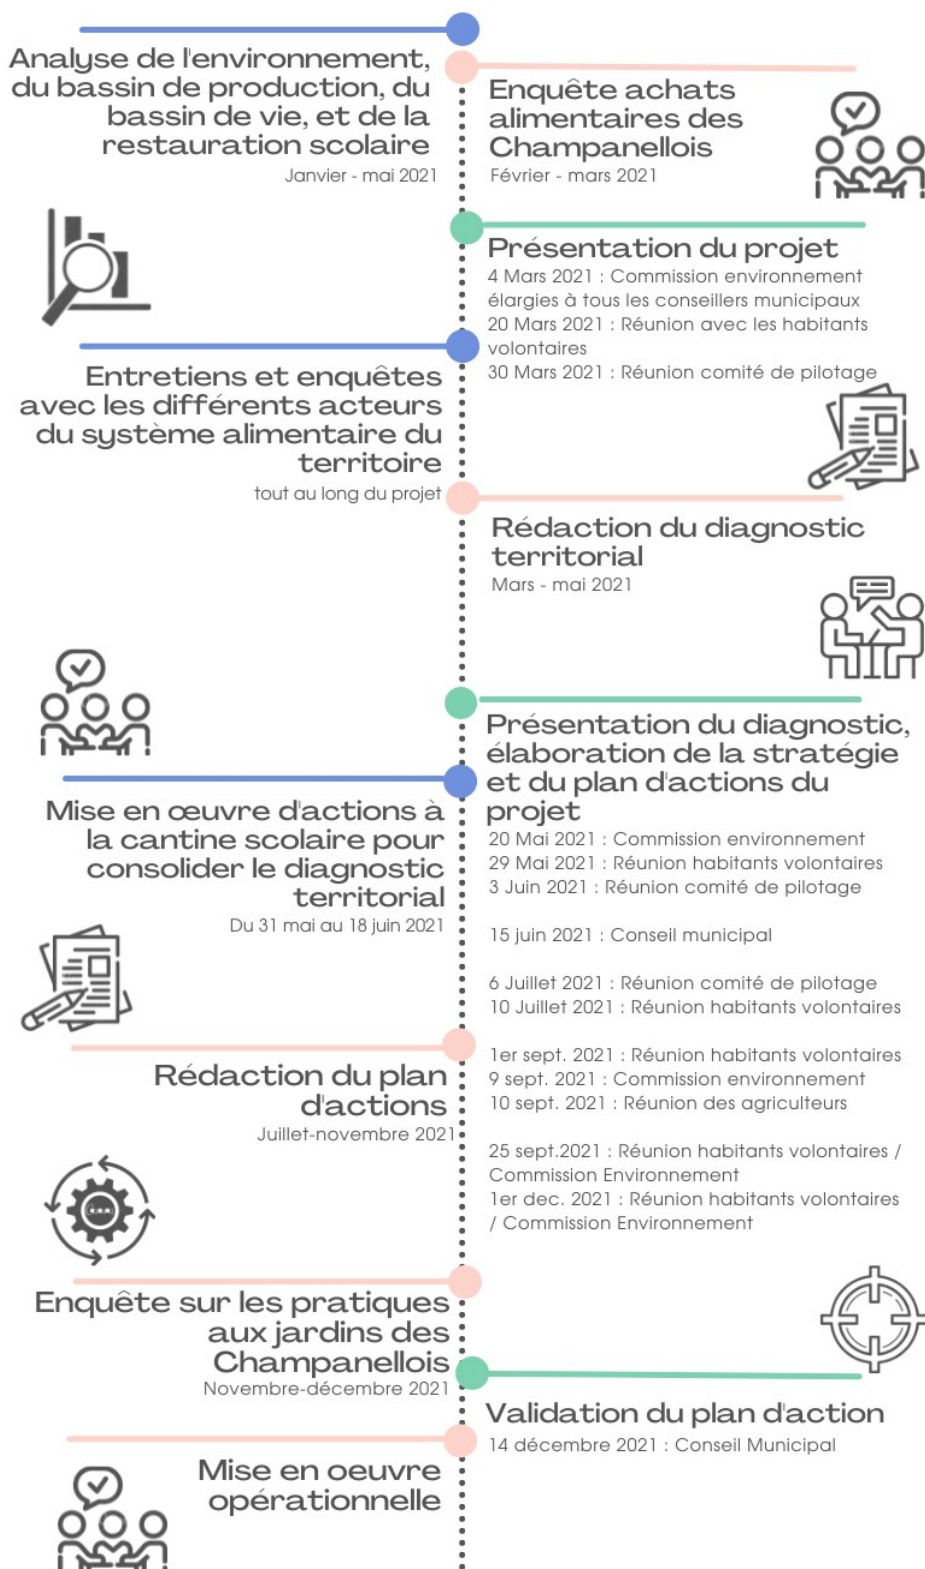 Analyse de l'environnement,
du bassin de production, du
bassin de vie, et de la
restauration scolaire
Janvier - mai 2021
Enquête achats
alimentaires des
Champanellois
Février - mars 2021
Présentation du projet
4 Mars 2021 : Commission environnement
élargies à tous les conseillers municipaux
20 Mars 2021 : Réunion avec les habitants
volontaires
30 Mars 2021 : Réunion comité de pilotage
Entretiens et enquêtes
avec les différents acteurs
du système alimentaire du
territoire
tout au long du projet
Rédaction du diagnostic
territorial
Mars - mai 2021
Présentation du diagnostic,
élaboration de la stratégie
et du plan d'actions du
projet
20 Mai 2021 : Commission environnement
29 Mai 2021 : Réunion habitants volontaires
3 Juin 2021 : Réunion comité de pilotage
15 juin 2021 : Conseil municipal
6 Juillet 2021 : Réunion comité de pilotage
10 Juillet 2021 : Réunion habitants volontaires
1er sept. 2021 : Réunion habitants volontaires
9 sept. 2021 : Commission environnement
10 sept. 2021 : Réunion des agriculteurs
25 sept.2021 : Réunion habitants volontaires /
Commission Environnement
1er dec. 2021 : Réunion habitants volontaires
/ Commission Environnement
Mise en œuvre d'actions à
la cantine scolaire pour
consolider le diagnostic
territorial
Du 31 mai au 18 juin 2021
Rédaction du plan
d'actions
Juillet-novembre 2021
Enquête sur les pratiques
aux jardins des
Champanellois
Novembre-décembre 2021
Validation du plan d'action
14 décembre 2021 : Conseil Municipal
Mise en oeuvre
opérationnelle